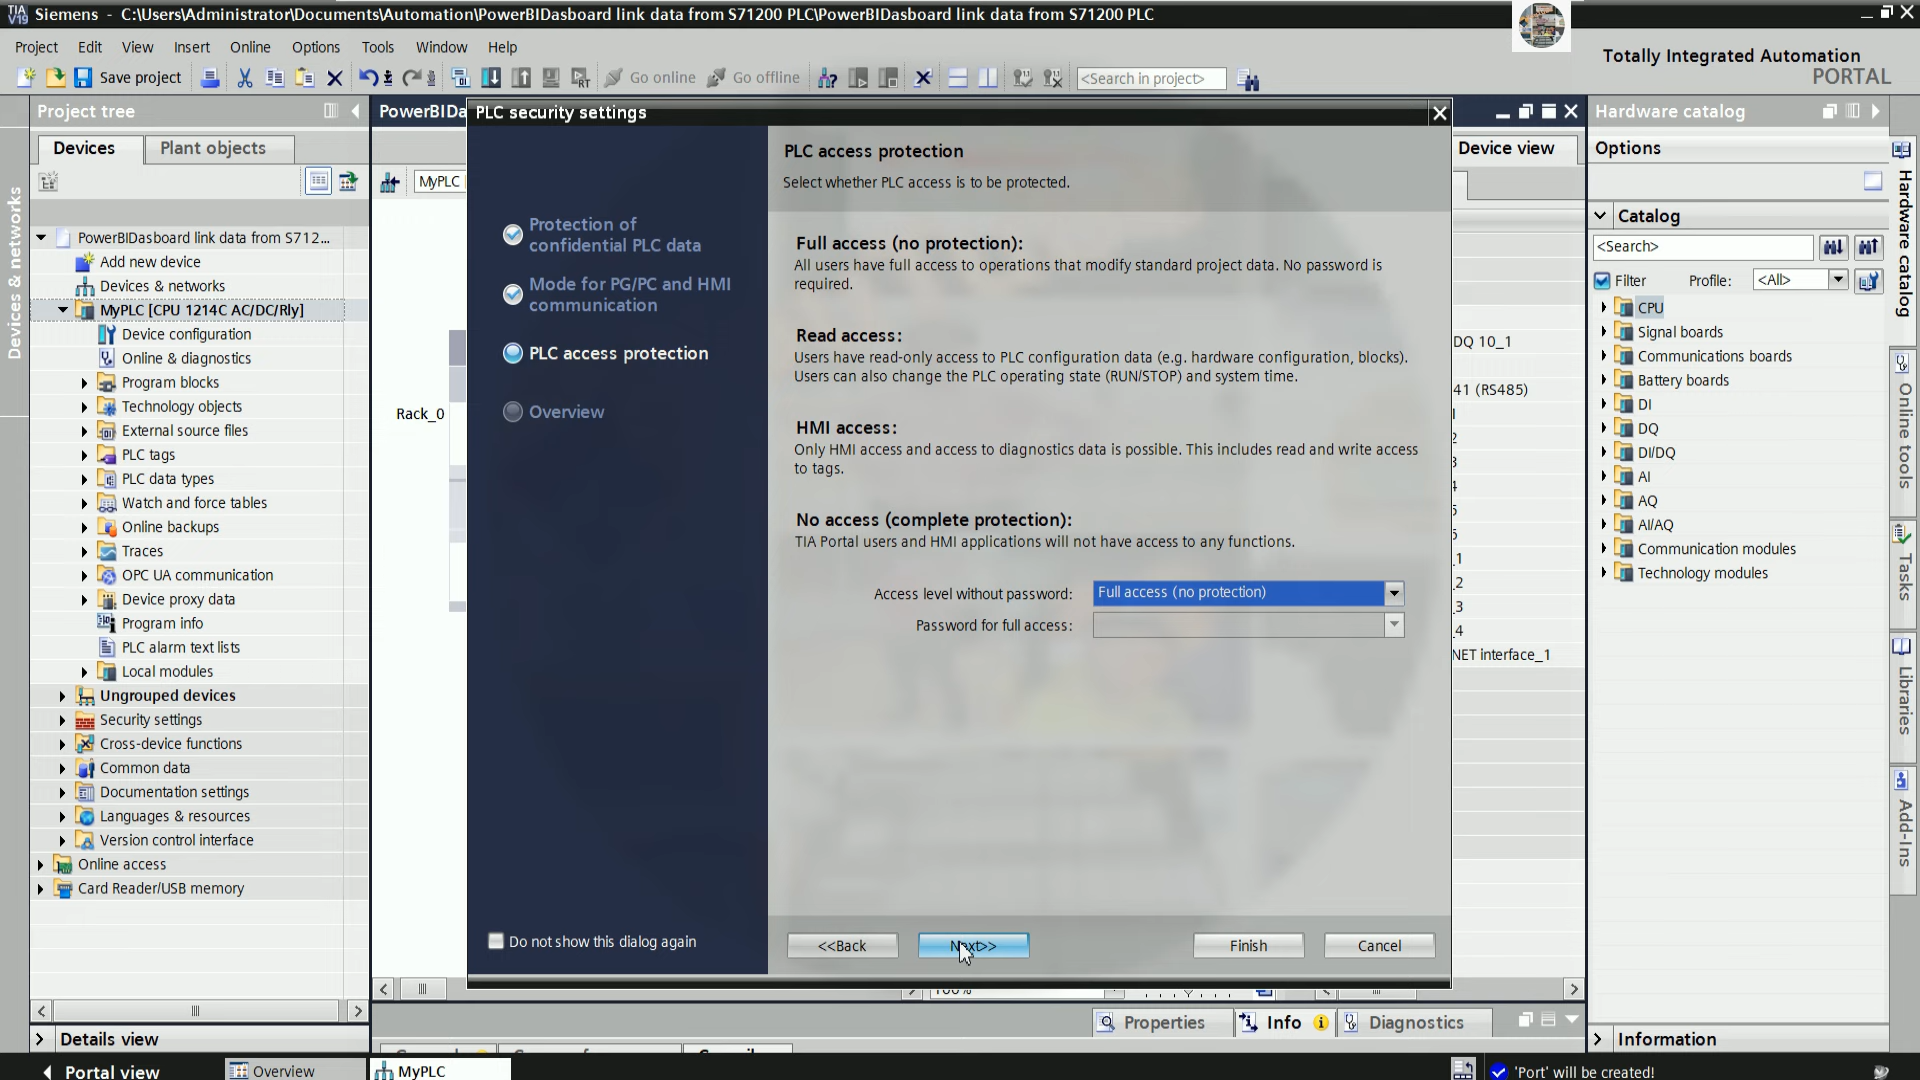 Siemens - C:\Users\Administrator\Documents\Automation\PowerBIDasboard link data from S71200 PLC\PowerBIDasboard link data from S71200 PLC
TIA
V19
Project Edit View Insert Online Options Tools Window Help
Totally Integrated Automation
PORTAL
Save project
Go online
Go offline
<Search in project>
Project tree
Devices
Plant objects
Devices & networks
PowerBIDasboard link data from S712...
Add new device
Devices & networks
MyPLC [CPU 1214C AC/DC/Rly]
Device configuration
Online & diagnostics
Program blocks
Technology objects
External source files
PLC tags
PLC data types
Watch and force tables
Online backups
Traces
OPC UA communication
Device proxy data
Program info
PLC alarm text lists
Local modules
Ungrouped devices
Security settings
Cross-device functions
Common data
Documentation settings
Languages & resources
Version control interface
Online access
Card Reader/USB memory
Details view
Portal view
Overview
MyPLC
PowerBIDa
MyPLC
Rack_0
PLC security settings
Protection of
confidential PLC data
Mode for PG/PC and HMI
communication
PLC access protection
Overview
Do not show this dialog again
PLC access protection
Select whether PLC access is to be protected.
Full access (no protection):
All users have full access to operations that modify standard project data. No password is
required.
Read access:
Users have read-only access to PLC configuration data (e.g. hardware configuration, blocks).
Users can also change the PLC operating state (RUN/STOP) and system time.
HMI access:
Only HMI access and access to diagnostics data is possible. This includes read and write access
to tags.
No access (complete protection):
TIA Portal users and HMI applications will not have access to any functions.
Access level without password: Full access (no protection)
Password for full access:
<<Back
Next>>
Finish
Cancel
Device view
DQ 10_1
41 (RS485)
_1
_2
_3
_4
NET interface_1
Properties
Info
Diagnostics
Hardware catalog
Options
Catalog
<Search>
Filter
Profile: <All>
CPU
Signal boards
Communications boards
Battery boards
DI
DQ
DI/DQ
AI
AQ
AI/AQ
Communication modules
Technology modules
Information
Hardware catalog
Online tools
Tasks
Libraries
Add-Ins
'Port' will be created!